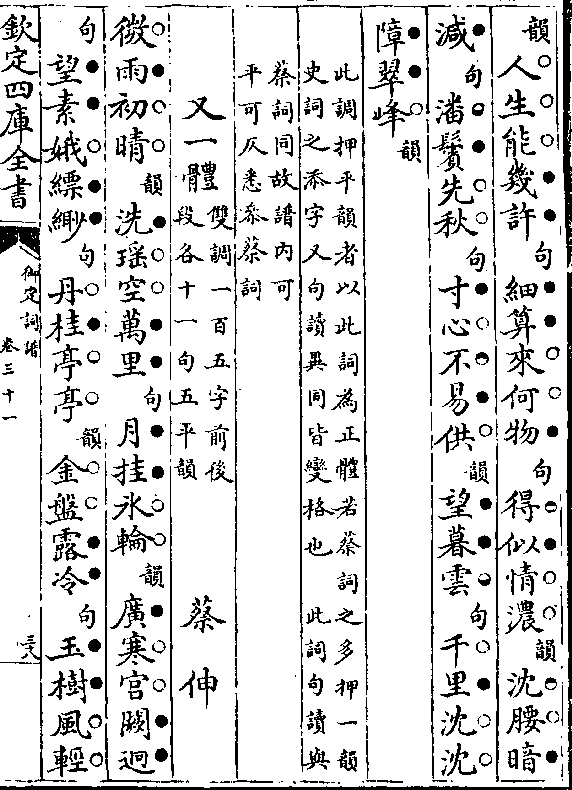 韻人生能幾許句細算來何物句得似情濃韻沈腰暗
減句潘鬢先秋句寸心不易供韻望暮雲句千里沈沈
障翠峰韻
此調押平韻者以此詞為正體若蔡詞之多押一韻
史詞之添字又句讀異同皆變格也此詞句讀與
蔡詞同故譜內可
平可仄悉參蔡詞
又一體雙調一百五字前後
段各十一句五平韻蔡伸
微雨初晴韻洗瑶空萬里句月挂氷輪韻廣寒宮闕迥
句望素娥縹緲句丹桂亭亭韻金盤露冷句玉樹風輕
欽定四庫全書
御定詞譜
卷三十一